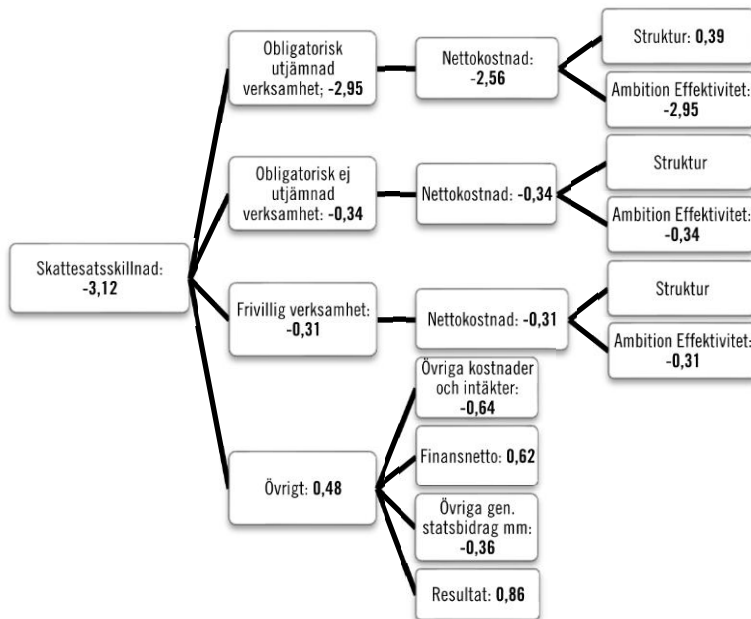 Skattesatsskillnad:
-3,12
Obligatorisk
utjämnad
verksamhet; -2,95
Nettokostnad:
-2,56
Struktur: 0,39
Ambition Effektivitet:
-2,95
Obligatorisk ej
utjämnad
verksamhet: -0,34
Nettokostnad: -0,34
Struktur
Ambition Effektivitet:
-0,34
Frivillig verksamhet:
-0,31
Nettokostnad: -0,31
Struktur
Ambition Effektivitet:
-0,31
Övrigt: 0,48
Övriga kostnader
och intäkter:
-0,64
Finansnetto: 0,62
Övriga gen.
statsbidrag mm:
-0,36
Resultat: 0,86